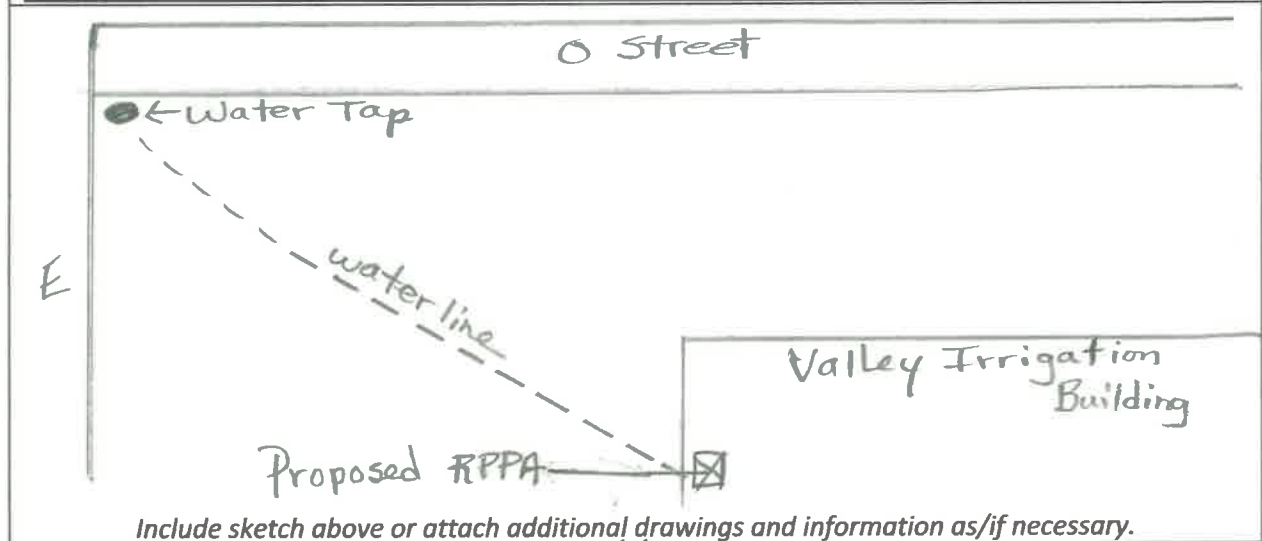 O Street
←Water Tap
E
water line
Valley Irrigation
Building
Proposed RPPA
Include sketch above or attach additional drawings and information as/if necessary.